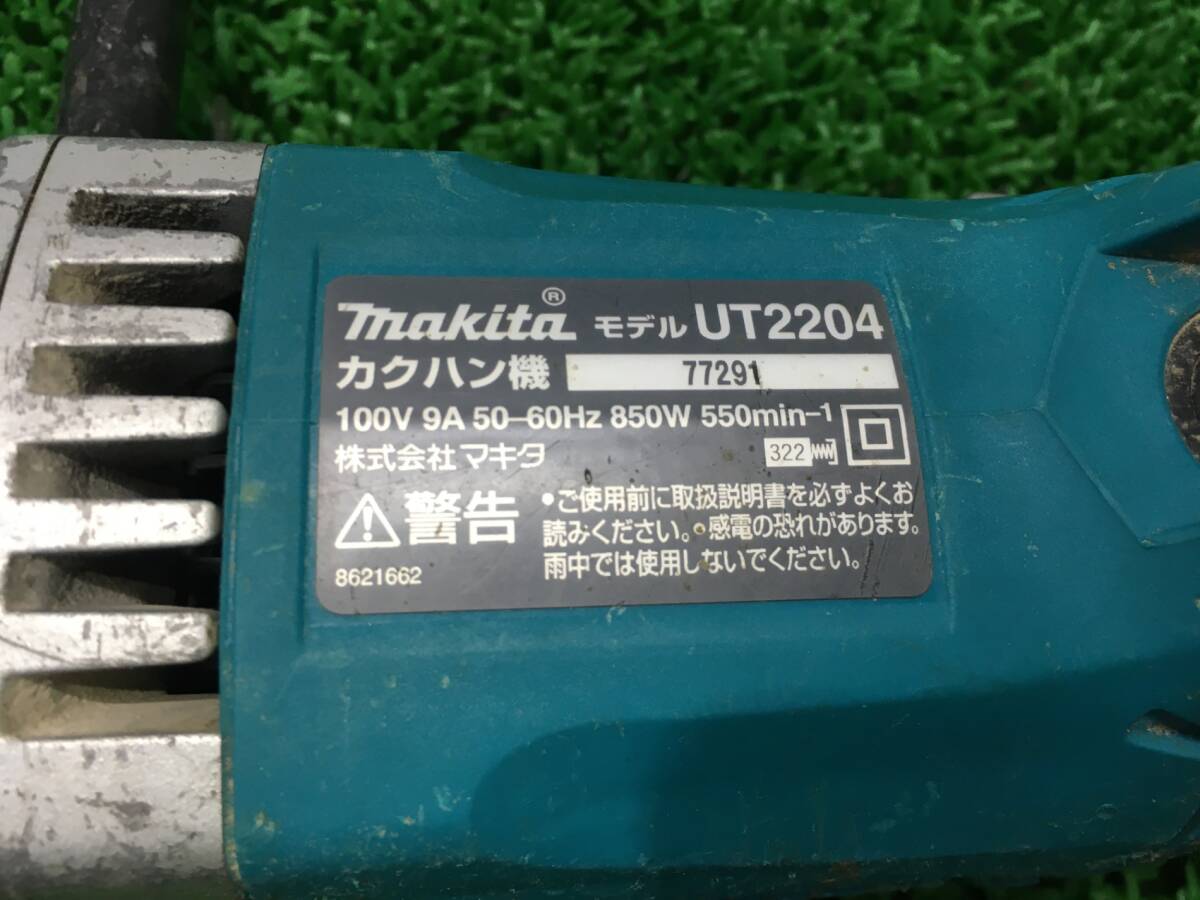 makita® モデル UT2204
カクハン機 77291
100V 9A 50-60Hz 850W 550min-1
株式会社 マキタ 322
警告 •ご使用前に取扱説明書を必ずよくお
読みください。•感電の恐れがあります。
雨中では使用しないでください。
8621662